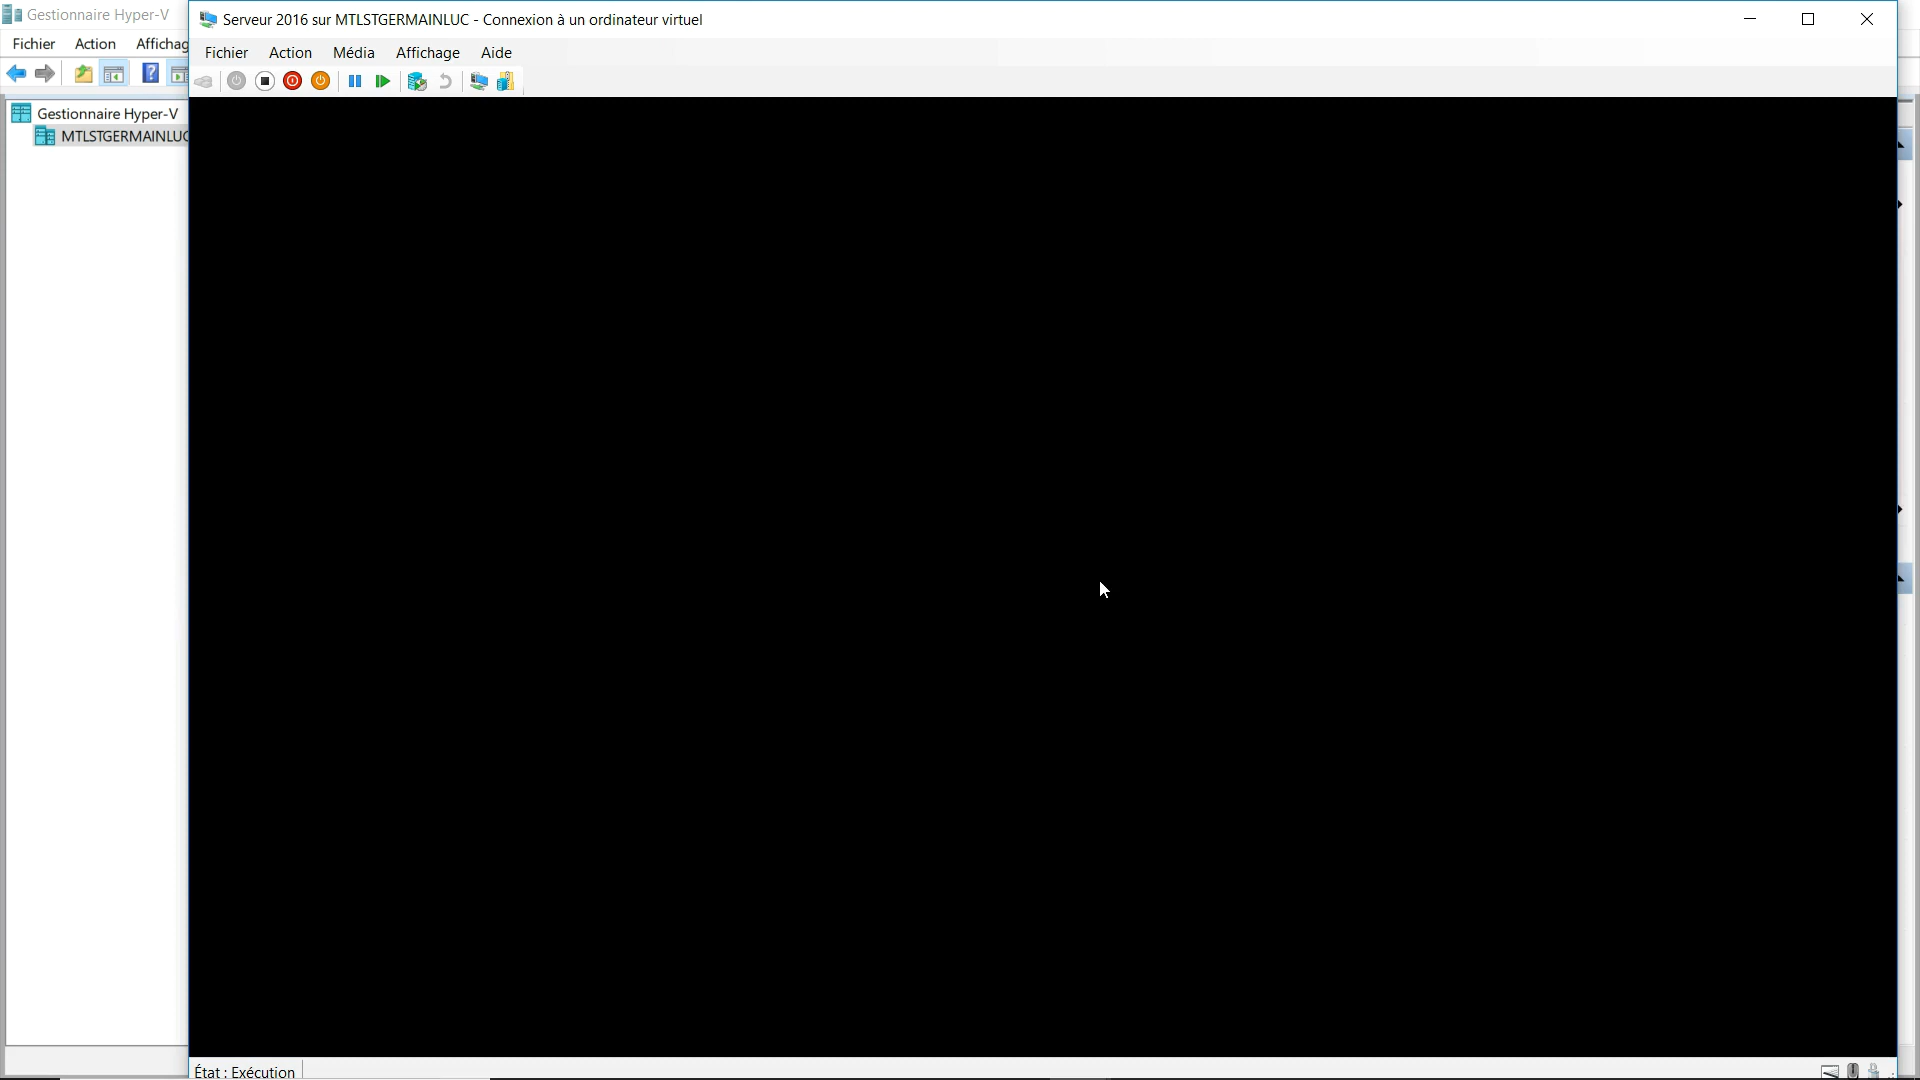 Gestionnaire Hyper-V
Fichier Action Affichag
Gestionnaire Hyper-V
MTLSTGERMAINLUC
Serveur 2016 sur MTLSTGERMAINLUC - Connexion à un ordinateur virtuel
Fichier Action Média Affichage Aide
État : Exécution